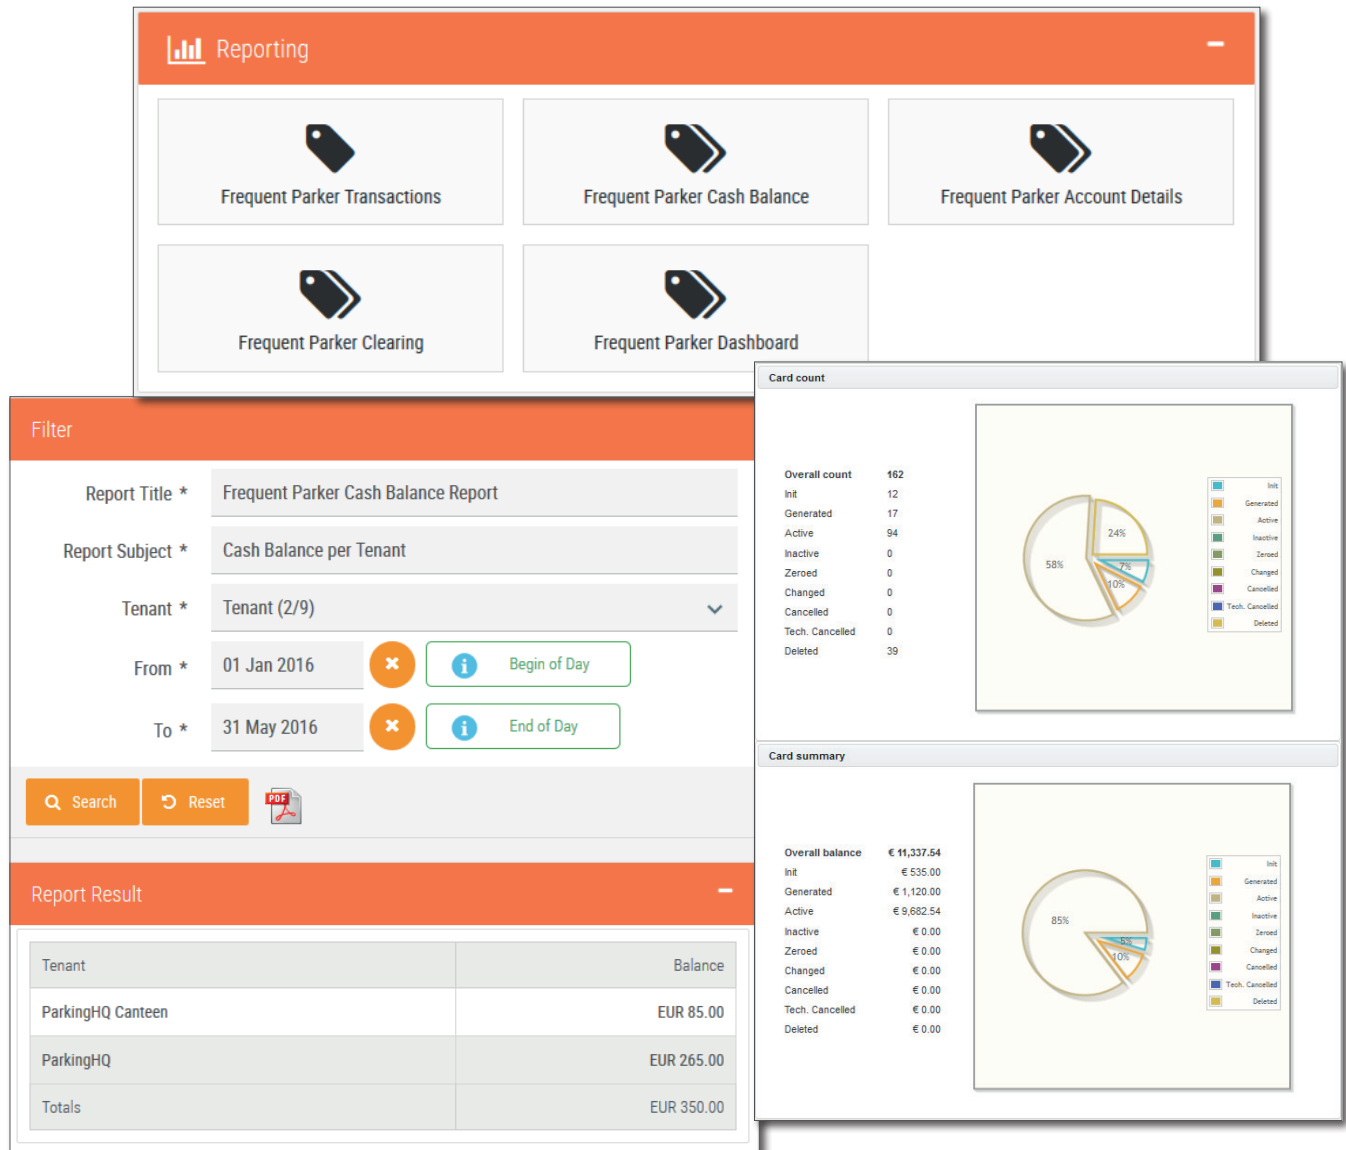 Reporting
Frequent Parker Transactions
Frequent Parker Cash Balance
Frequent Parker Account Details
Frequent Parker Clearing
Frequent Parker Dashboard
Filter
Report Title * Frequent Parker Cash Balance Report
Report Subject * Cash Balance per Tenant
Tenant * Tenant (2/9)
From * 01 Jan 2016 Begin of Day
To * 31 May 2016 End of Day
Search Reset PDF
Report Result
Tenant Balance
ParkingHQ Canteen EUR 85.00
ParkingHQ EUR 265.00
Totals EUR 350.00
Card count
Overall count 162
Init 12
Generated 17
Active 94
Inactive 0
Zeroed 0
Changed 0
Cancelled 0
Tech. Cancelled 0
Deleted 39
24%
58%
7%
10%
Init
Generated
Active
Inactive
Zeroed
Changed
Cancelled
Tech. Cancelled
Deleted
Card summary
Overall balance € 11,337.54
Init € 535.00
Generated € 1,120.00
Active € 9,682.54
Inactive € 0.00
Zeroed € 0.00
Changed € 0.00
Cancelled € 0.00
Tech. Cancelled € 0.00
Deleted € 0.00
85%
5%
10%
Init
Generated
Active
Inactive
Zeroed
Changed
Cancelled
Tech. Cancelled
Deleted